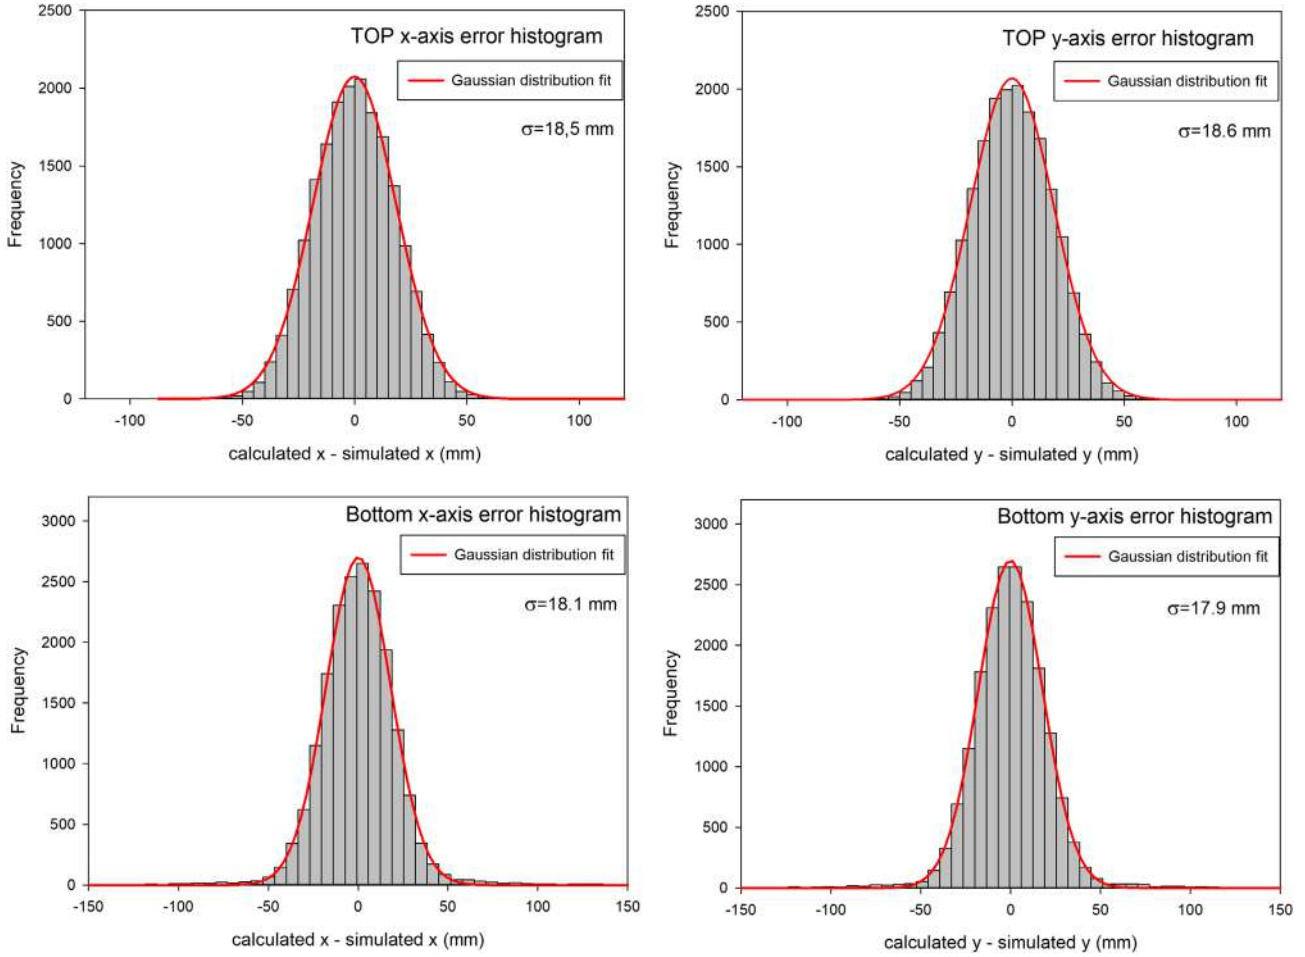 TOP x-axis error histogram
Gaussian distribution fit
σ=18,5 mm
Frequency
2500
2000
1500
1000
500
0
-100 -50 0 50 100
calculated x - simulated x (mm)
TOP y-axis error histogram
Gaussian distribution fit
σ=18.6 mm
Frequency
2500
2000
1500
1000
500
0
-100 -50 0 50 100
calculated y - simulated y (mm)
Bottom x-axis error histogram
Gaussian distribution fit
σ=18.1 mm
Frequency
3000
2500
2000
1500
1000
500
0
-150 -100 -50 0 50 100 150
calculated x - simulated x (mm)
Bottom y-axis error histogram
Gaussian distribution fit
σ=17.9 mm
Frequency
3000
2500
2000
1500
1000
500
0
-150 -100 -50 0 50 100 150
calculated y - simulated y (mm)